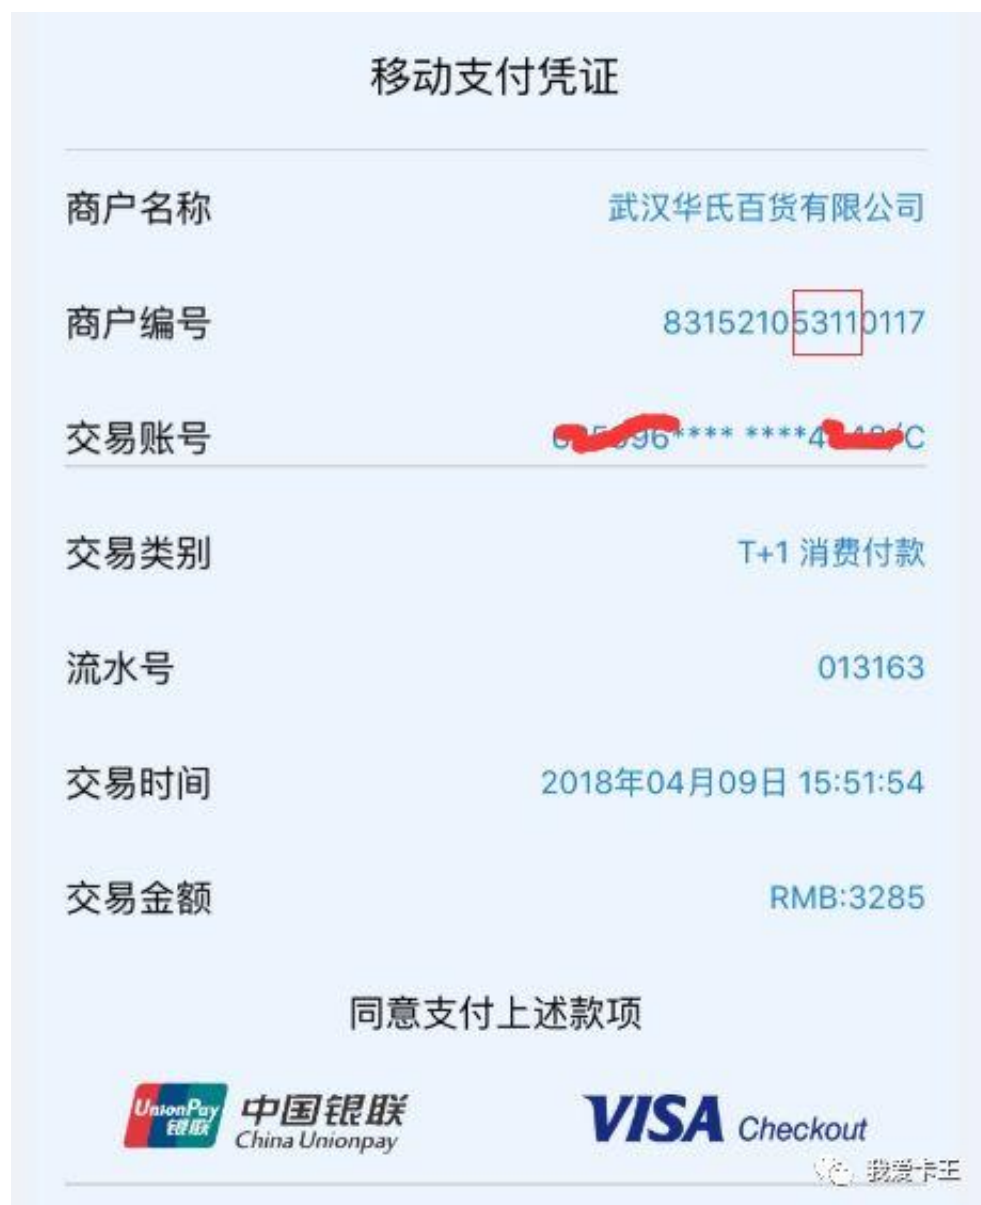 移动支付凭证
商户名称 武汉华氏百货有限公司
商户编号 831521053110117
交易账号 **** ****4 /C
交易类别 T+1 消费付款
流水号 013163
交易时间 2018年04月09日 15:51:54
交易金额 RMB:3285
同意支付上述款项
UnionPay 银联 中国银联 China Unionpay VISA Checkout
我爱卡王